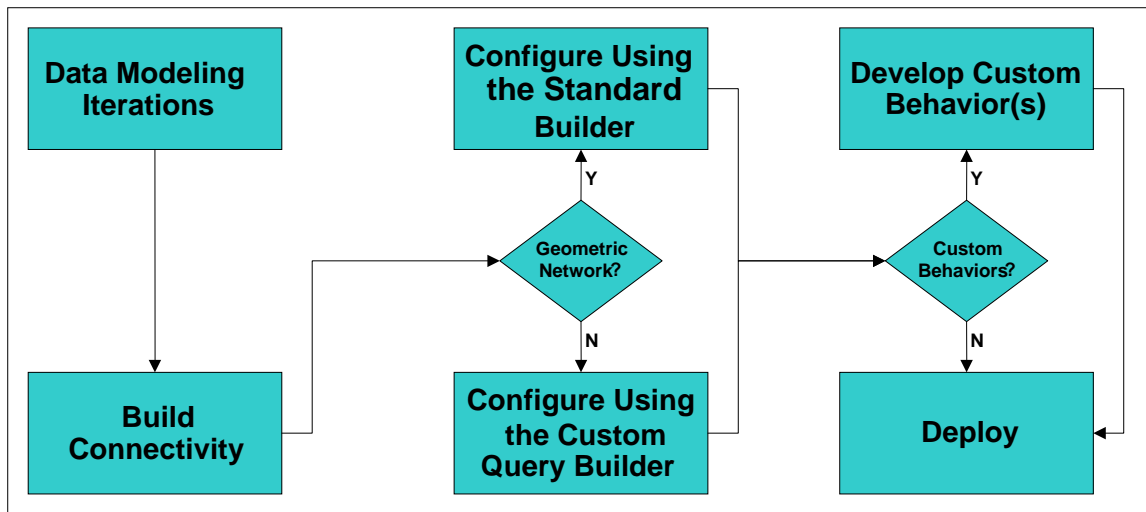 Data Modeling
Iterations
Configure Using
the Standard
Builder
Develop Custom
Behavior(s)
Y
Y
Geometric
Network?
Custom
Behaviors?
N
N
Build
Connectivity
Configure Using
the Custom
Query Builder
Deploy